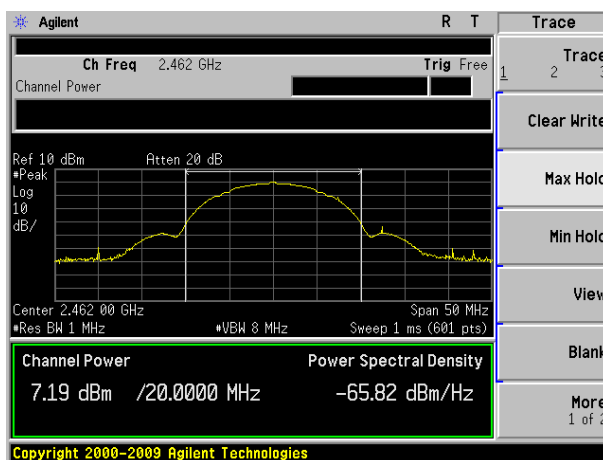 Agilent R T Trace
Ch Freq 2.462 GHz Trig Free
Channel Power
Trace
1 2 3
Clear Write
Max Hold
Min Hold
View
Blank
More
1 of 2
Ref 10 dBm Atten 20 dB
#Peak
Log
10
dB/
Center 2.462 00 GHz Span 50 MHz
#Res BW 1 MHz #VBW 8 MHz Sweep 1 ms (601 pts)
Channel Power Power Spectral Density
7.19 dBm /20.0000 MHz -65.82 dBm/Hz
Copyright 2000-2009 Agilent Technologies